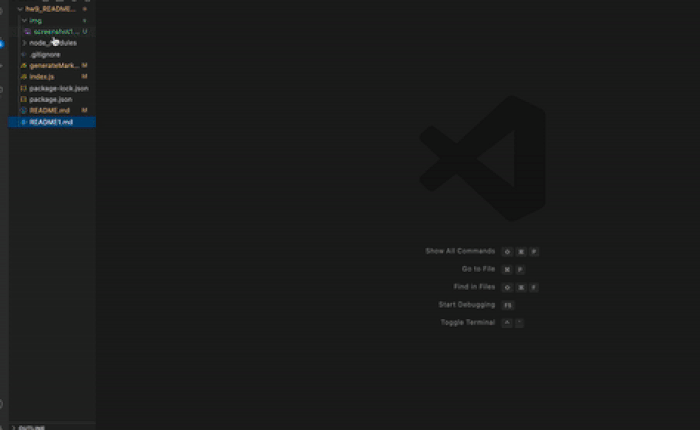 hw9_README...
img
screenshot1... U
node_modules
.gitignore
generateMark... M
index.js M
package-lock.json
package.json
README.md M
README1.md
Show All Commands ⇧ ⌘ P
Go to File ⌘ P
Find in Files ⇧ ⌘ F
Start Debugging F5
Toggle Terminal ^ `
OUTLINE